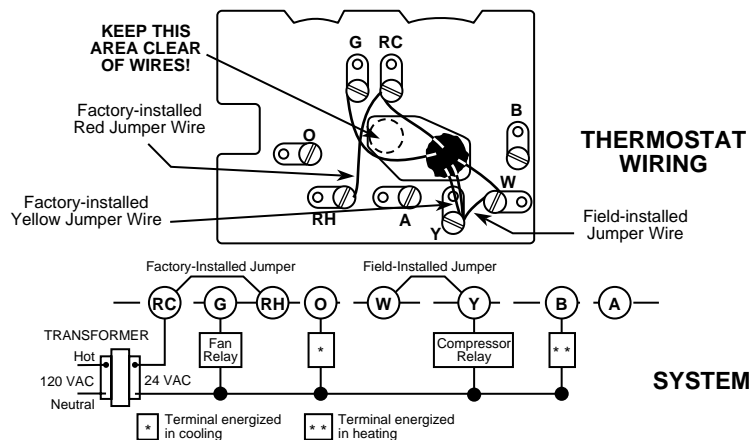 KEEP THIS
AREA CLEAR
OF WIRES!
G RC
Factory-installed
Red Jumper Wire
B
O
THERMOSTAT
WIRING
Factory-installed
Yellow Jumper Wire
W
RH
A
Y
Field-installed
Jumper Wire
Factory-Installed Jumper
Field-Installed Jumper
RC G RH O W Y B A
TRANSFORMER
Hot
120 VAC
24 VAC
Neutral
Fan
Relay
*
Compressor
Relay
* *
SYSTEM
* Terminal energized
in cooling
* * Terminal energized
in heating